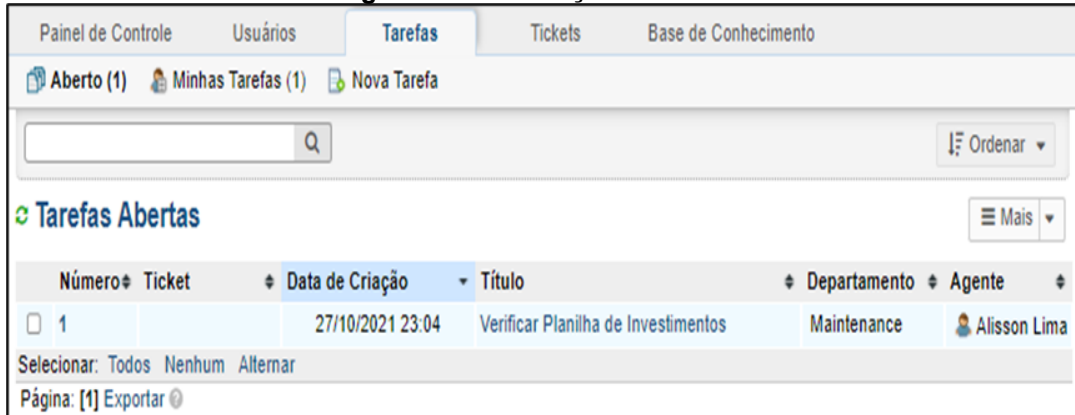 Painel de Controle Usuários Tarefas Tickets Base de Conhecimento
Aberto (1) Minhas Tarefas (1) Nova Tarefa
Ordenar
Tarefas Abertas Mais
Número Ticket Data de Criação Título Departamento Agente
1 27/10/2021 23:04 Verificar Planilha de Investimentos Maintenance Alisson Lima
Selecionar: Todos Nenhum Alternar
Página: [1] Exportar